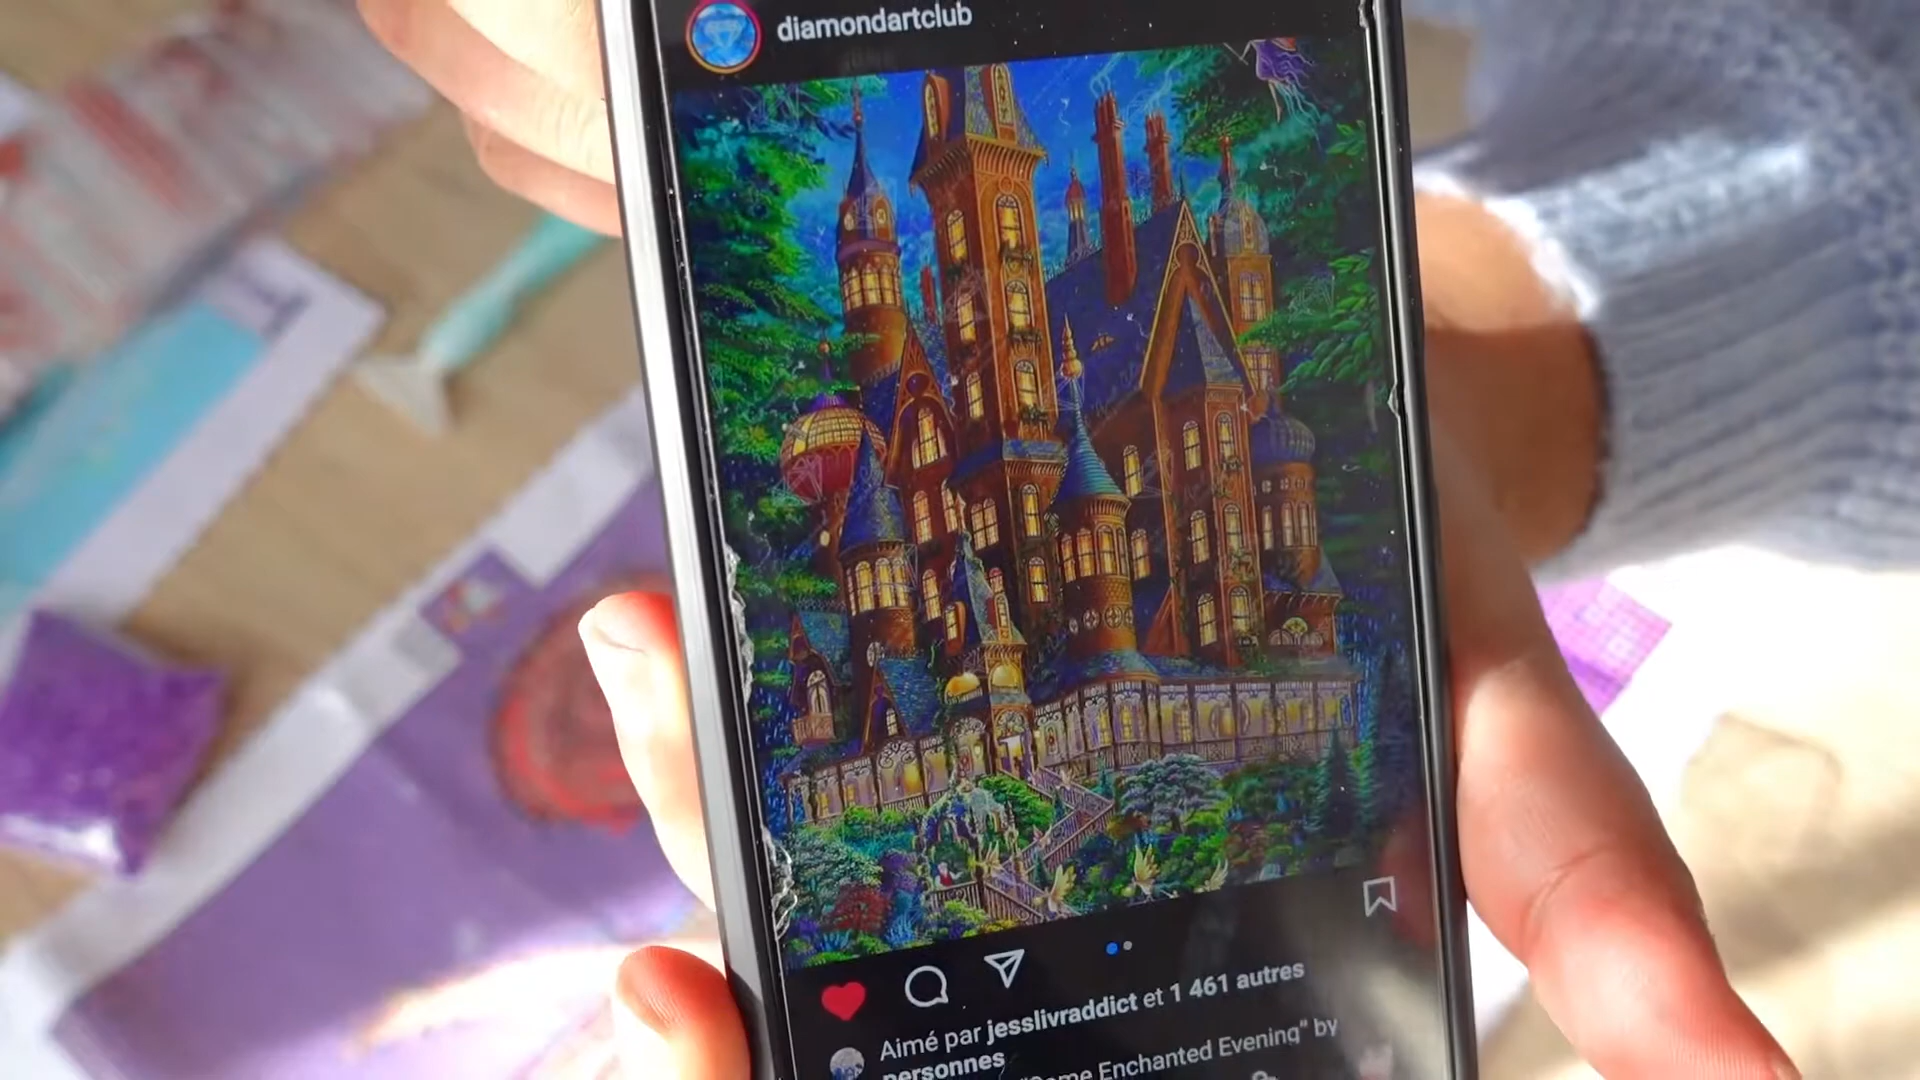 diamondartclub
Aimé par jesslivraddict et 1 461 autres
personnes
Enchanted Evening" by